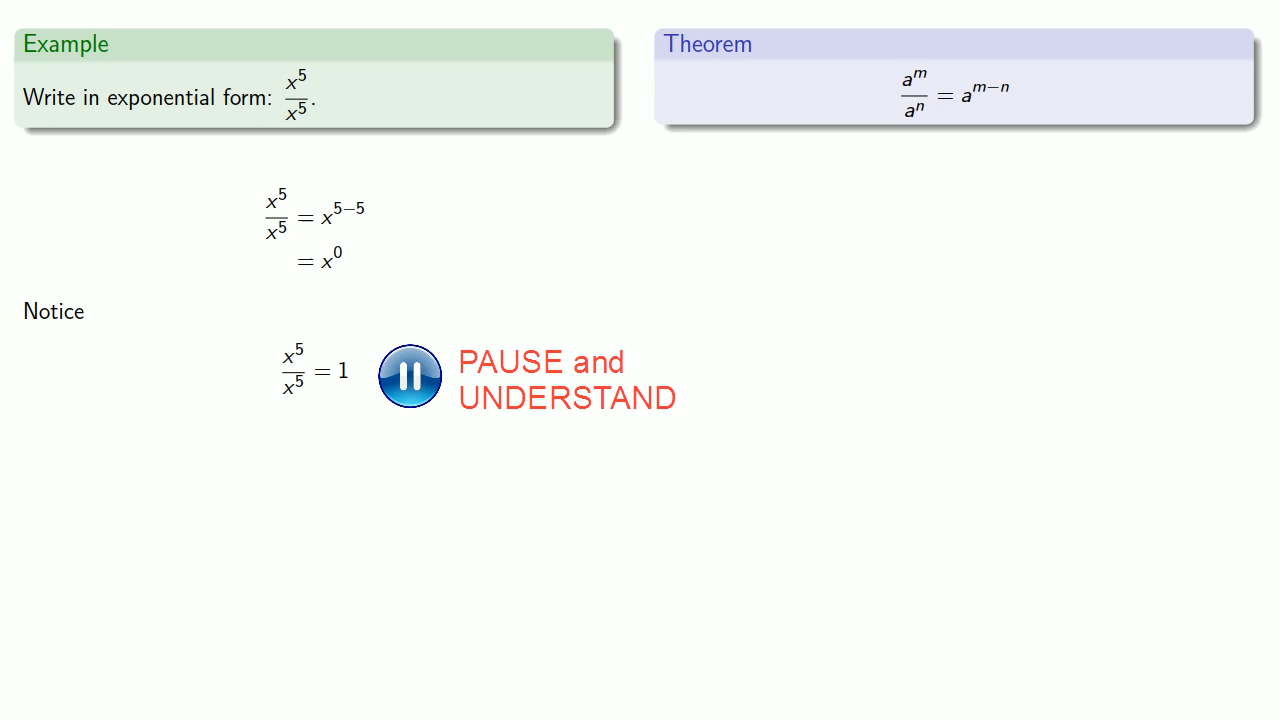 Example
Write in exponential form: x^5/x^5.
Theorem
a^m/a^n = a^{m−n}
x^5/x^5 = x^{5−5}
= x^0
Notice
x^5/x^5 = 1
PAUSE and
UNDERSTAND